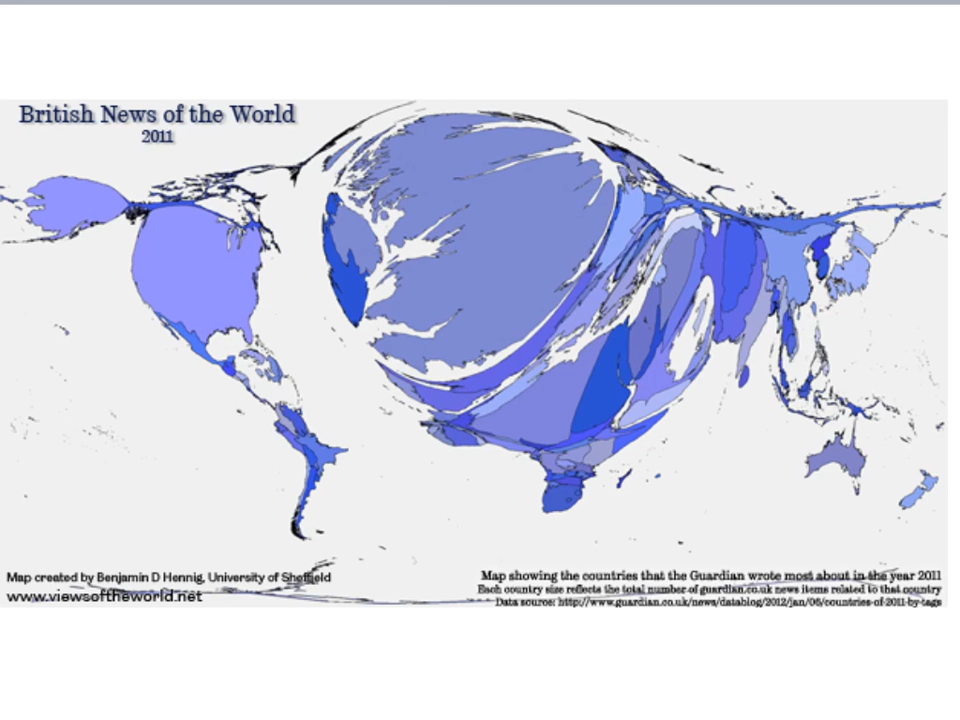 British News of the World
2011
Map created by Benjamin D Hennig, University of Sheffield
www.viewsoftheworld.net
Map showing the countries that the Guardian wrote most about in the year 2011
Each country size reflects the total number of guardian.co.uk news items related to that country
Data source: http://www.guardian.co.uk/news/datablog/2012/jan/06/countries-of-2011-by-tags